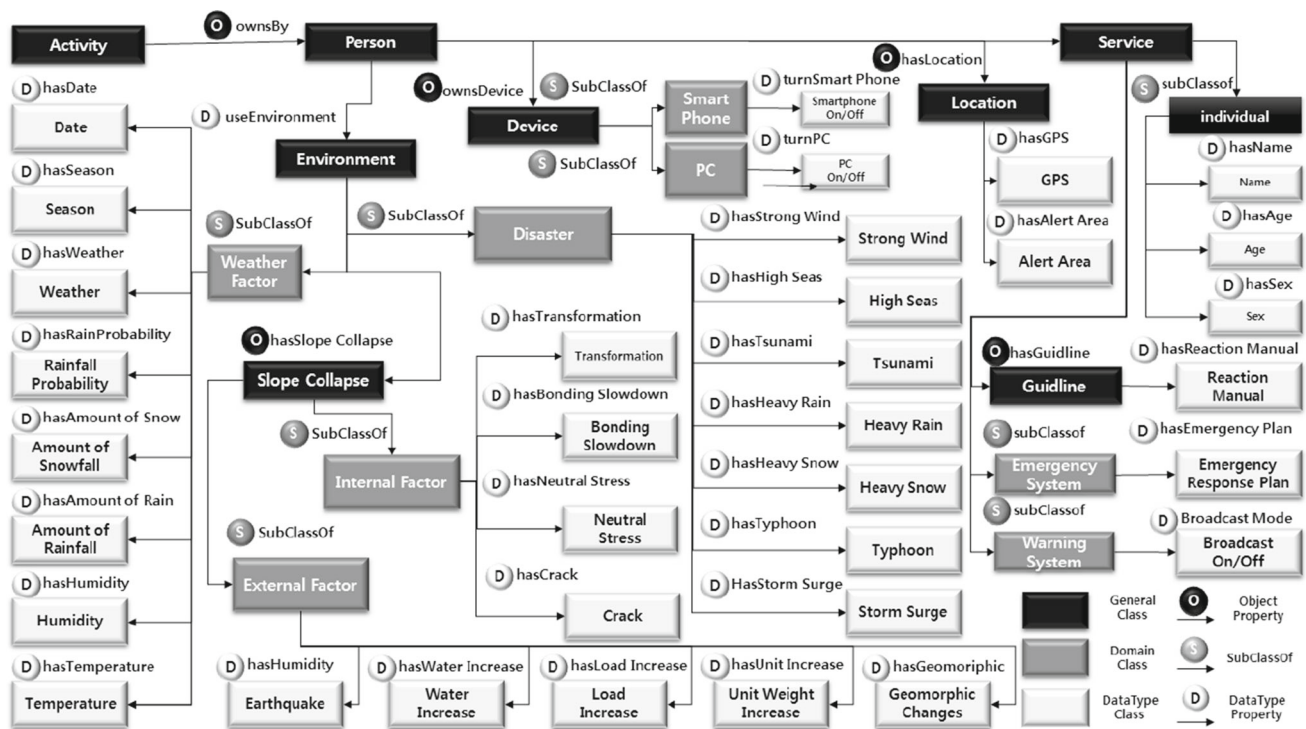 O ownsBy
Activity
Person
Service
O hasLocation
D hasDate
Date
D useEnvironment
O ownsDevice
S SubClassOf
Smart
Phone
D turnSmart Phone
Smartphone
On/Off
Device
S SubClassOf
PC
D turnPC
PC
On/Off
Location
S subClassof
individual
Environment
D hasGPS
GPS
D hasAlert Area
Alert Area
D hasName
Name
D hasAge
Age
D hasSex
Sex
D hasSeason
Season
D hasWeather
Weather
D hasRainProbability
Rainfall
Probability
D hasAmount of Snow
Amount of
Snowfall
D hasAmount of Rain
Amount of
Rainfall
D hasHumidity
Humidity
D hasTemperature
Temperature
S SubClassOf
Weather
Factor
S SubClassOf
Disaster
D hasStrong Wind
Strong Wind
D hasHigh Seas
High Seas
D hasTsunami
Tsunami
D hasHeavy Rain
Heavy Rain
D hasHeavy Snow
Heavy Snow
D hasTyphoon
Typhoon
D HasStorm Surge
Storm Surge
O hasSlope Collapse
Slope Collapse
S SubClassOf
Internal Factor
D hasTransformation
Transformation
D hasBonding Slowdown
Bonding
Slowdown
D hasNeutral Stress
Neutral
Stress
D hasCrack
Crack
S SubClassOf
External Factor
D hasHumidity
Earthquake
D hasWater Increase
Water
Increase
D hasLoad Increase
Load
Increase
D hasUnit Increase
Unit Weight
Increase
D hasGeomoriphic
Geomorphic
Changes
O hasGuidline
Guidline
D hasReaction Manual
Reaction
Manual
S subClassof
Emergency
System
D hasEmergency Plan
Emergency
Response Plan
S subClassof
Warning
System
D Broadcast Mode
Broadcast
On/Off
General
Class
O Object
Property
Domain
Class
S SubClassOf
DataType
Class
D DataType
Property